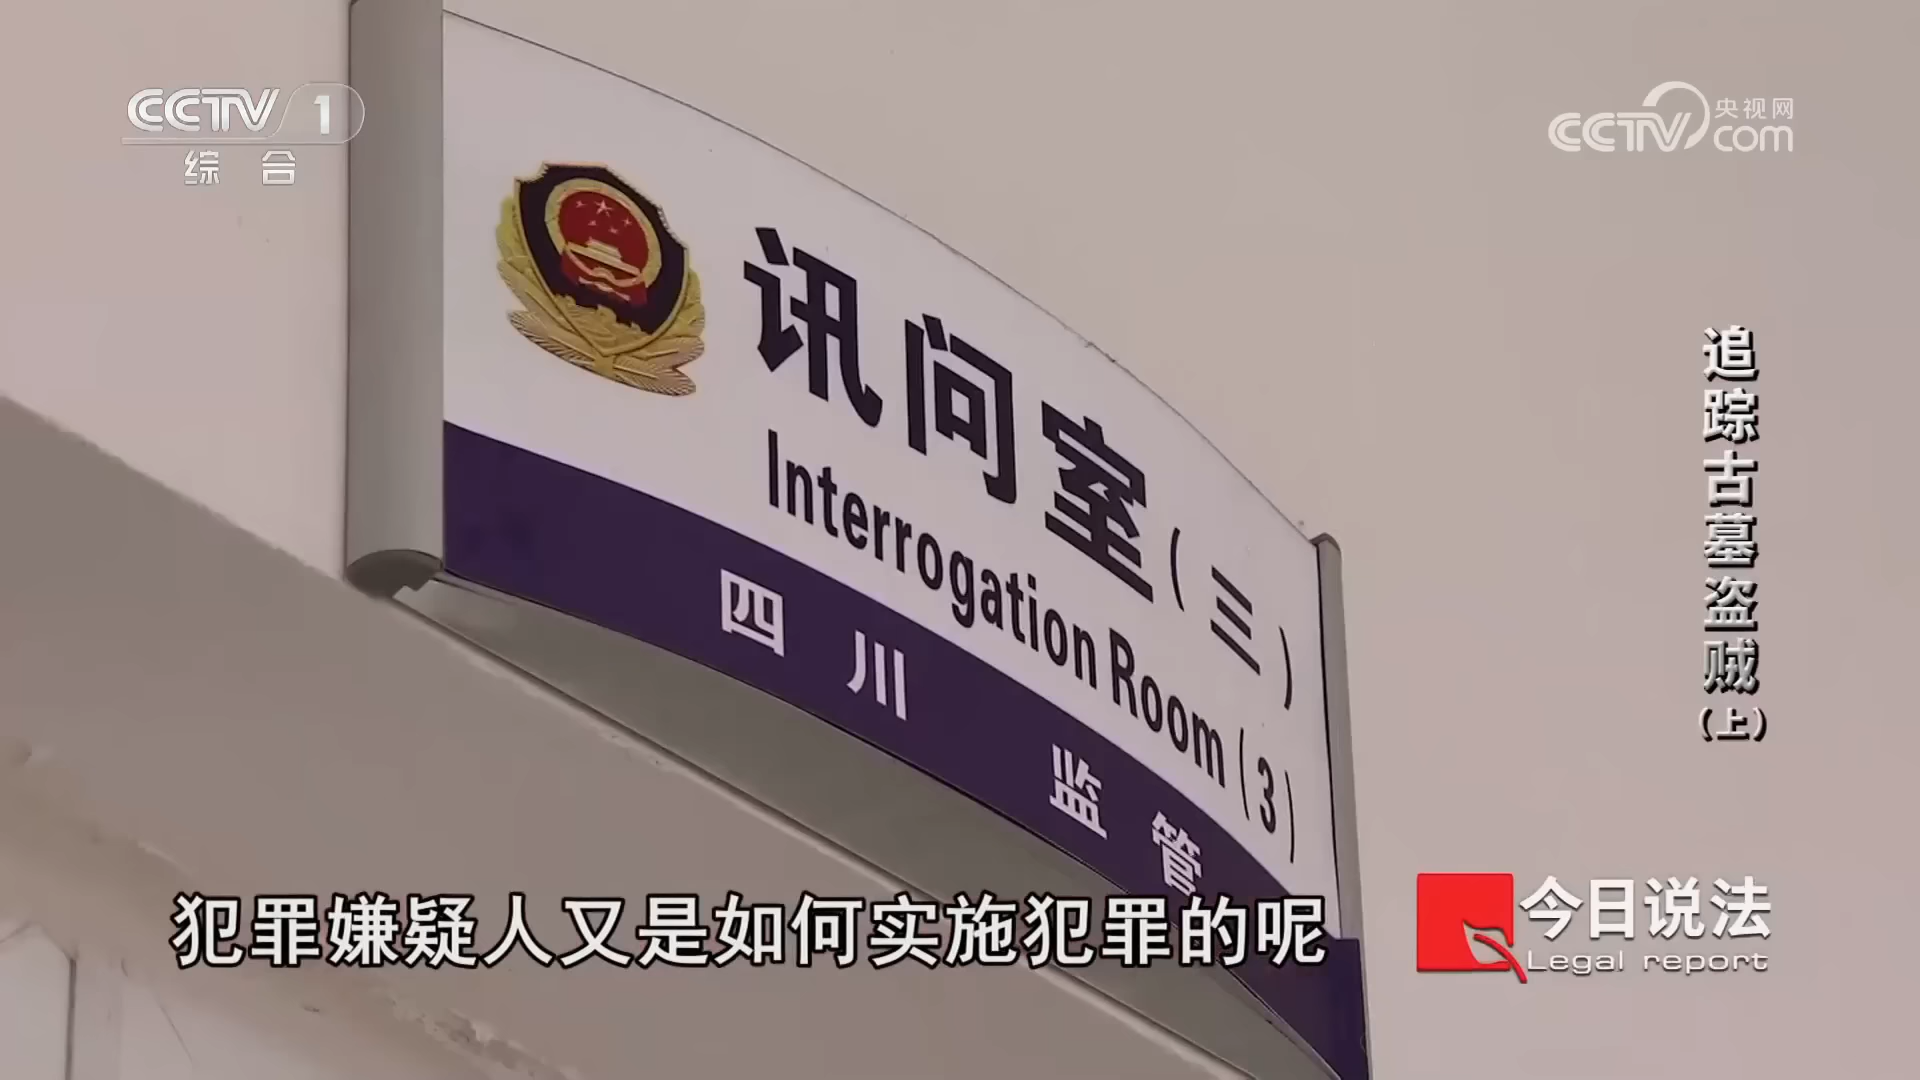 CCTV 1
综合
央视网
CCTV com
讯问室(三)
Interrogation Room (3)
四川 监管
追踪古墓盗贼
(上)
犯罪嫌疑人又是如何实施犯罪的呢
今日说法
Legal report